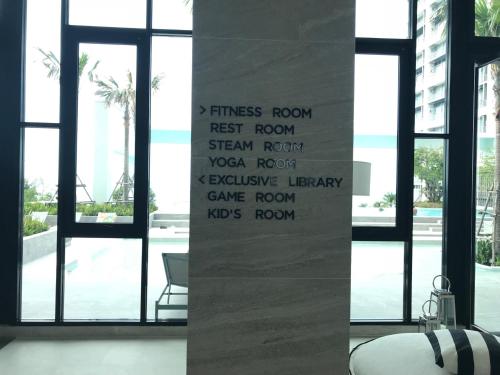 > FITNESS ROOM
REST ROOM
STEAM ROOM
YOGA ROOM
< EXCLUSIVE LIBRARY
GAME ROOM
KID'S ROOM